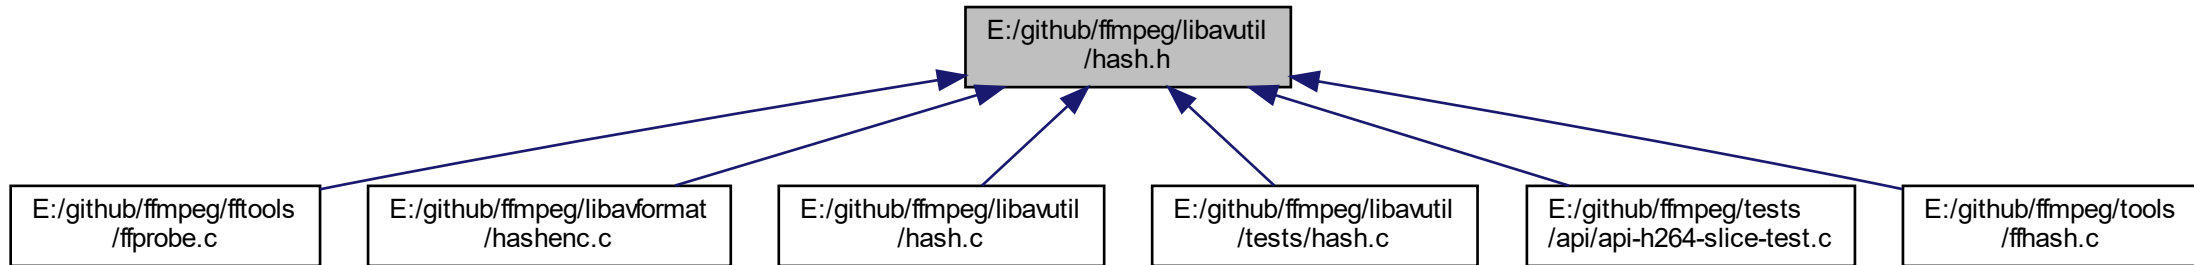 E:/github/ffmpeg/libavutil
/hash.h
E:/github/ffmpeg/fftools
/ffprobe.c
E:/github/ffmpeg/libavformat
/hashenc.c
E:/github/ffmpeg/libavutil
/hash.c
E:/github/ffmpeg/libavutil
/tests/hash.c
E:/github/ffmpeg/tests
/api/api-h264-slice-test.c
E:/github/ffmpeg/tools
/ffhash.c